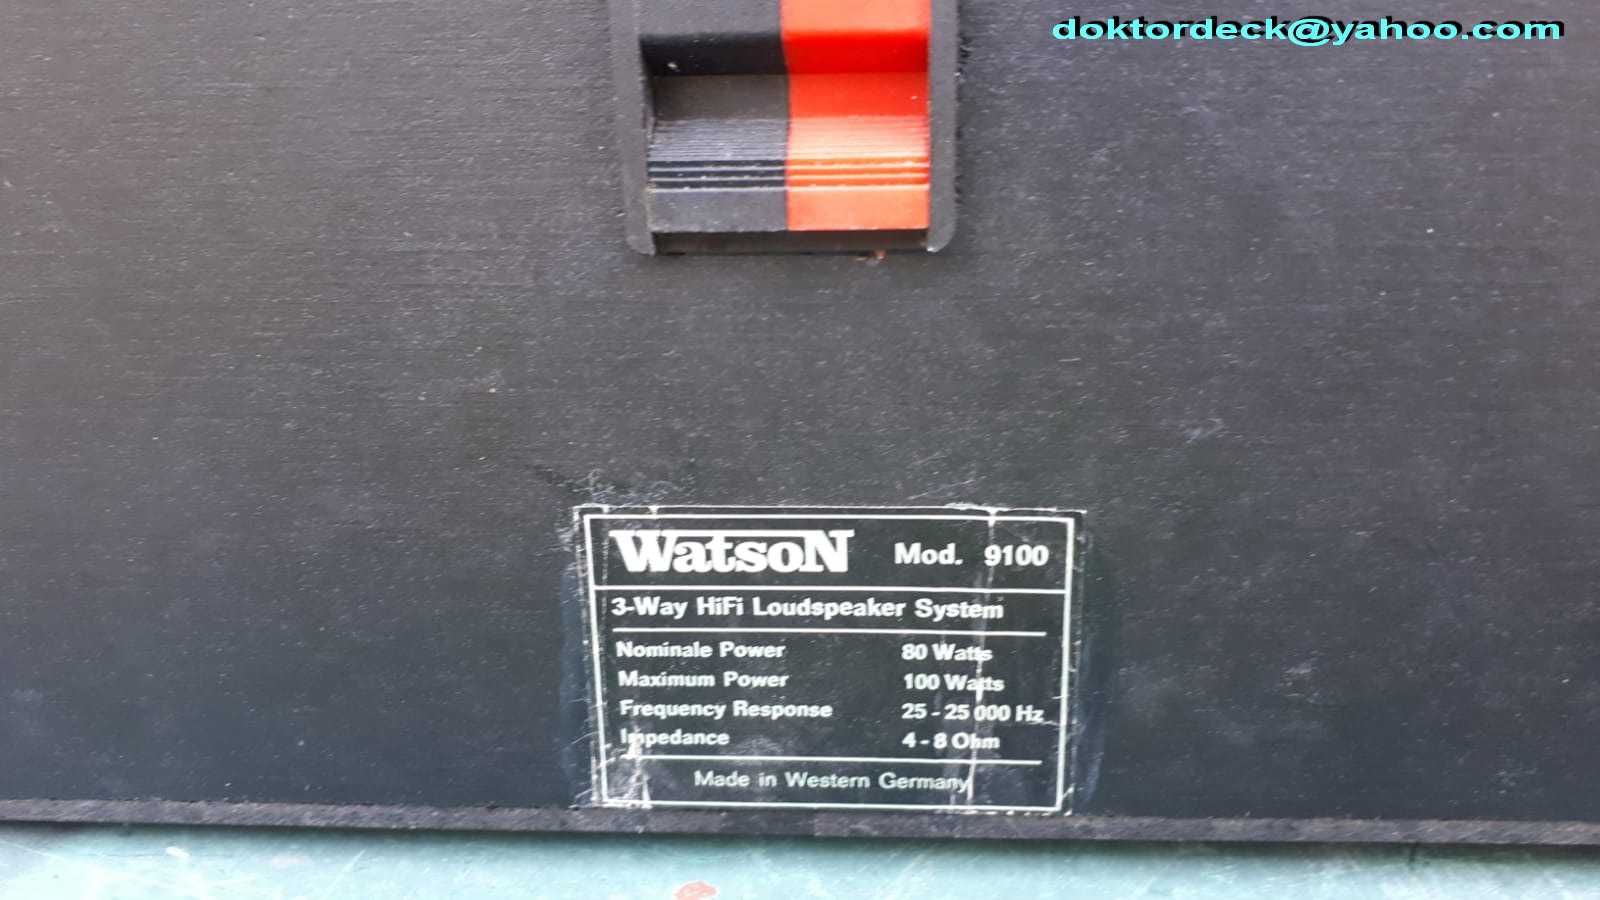 doktordeck@yahoo.com
WatsoN Mod. 9100
3-Way HiFi Loudspeaker System
Nominale Power 80 Watts
Maximum Power 100 Watts
Frequency Response 25 - 25 000 Hz
Impedance 4 - 8 Ohm
Made in Western Germany